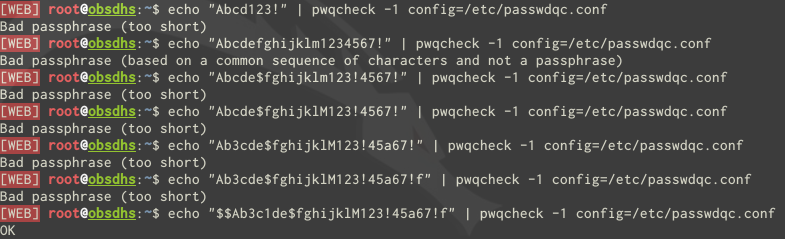 [WEB] root@obsdhs:~$ echo "Abcd123!" | pwqcheck -1 config=/etc/passwdqc.conf
Bad passphrase (too short)
[WEB] root@obsdhs:~$ echo "Abcdefghijklm1234567!" | pwqcheck -1 config=/etc/passwdqc.conf
Bad passphrase (based on a common sequence of characters and not a passphrase)
[WEB] root@obsdhs:~$ echo "Abcde$fghijklm123!4567!" | pwqcheck -1 config=/etc/passwdqc.conf
Bad passphrase (too short)
[WEB] root@obsdhs:~$ echo "Abcde$fghijklM123!4567!" | pwqcheck -1 config=/etc/passwdqc.conf
Bad passphrase (too short)
[WEB] root@obsdhs:~$ echo "Ab3cde$fghijklM123!45a67!" | pwqcheck -1 config=/etc/passwdqc.conf
Bad passphrase (too short)
[WEB] root@obsdhs:~$ echo "Ab3cde$fghijklM123!45a67!f" | pwqcheck -1 config=/etc/passwdqc.conf
Bad passphrase (too short)
[WEB] root@obsdhs:~$ echo "$$Ab3c1de$fghijklM123!45a67!f" | pwqcheck -1 config=/etc/passwdqc.conf
OK